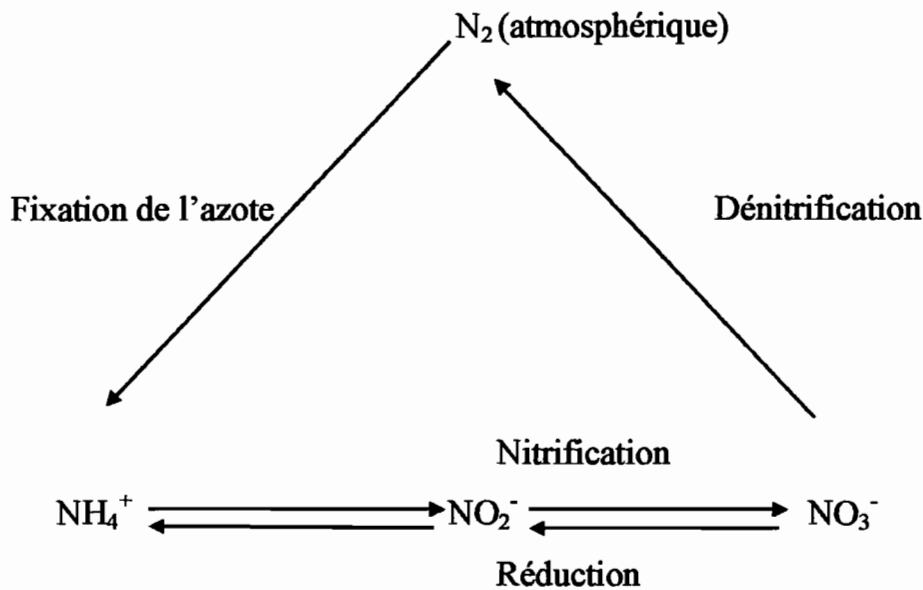 N₂ (atmosphérique)
Fixation de l'azote
Dénitrification
Nitrification
NH₄⁺
NO₂⁻
NO₃⁻
Réduction